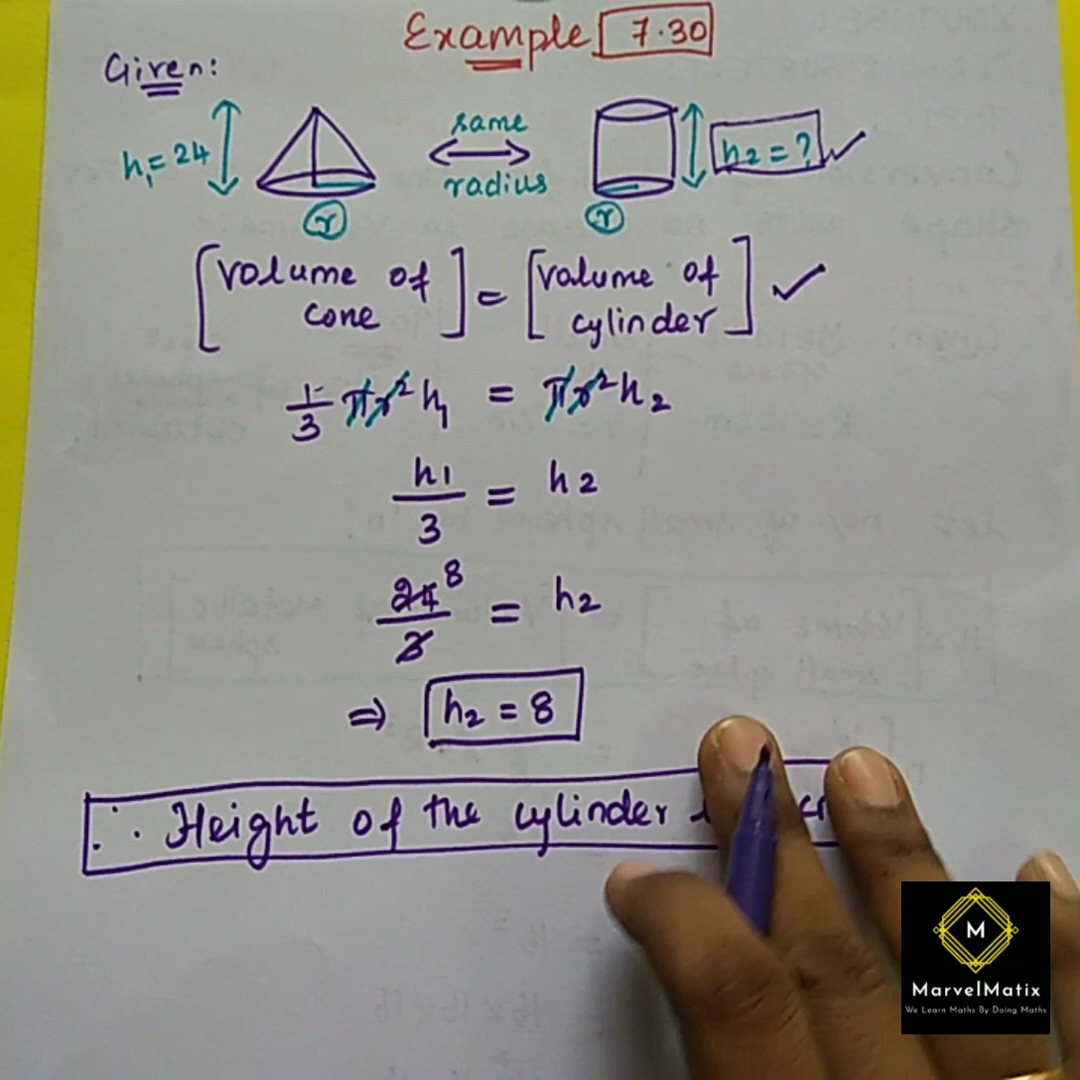 Example 7.30
Given:
h₁ = 24
same
radius
h₂ = ?
r
r
[volume of cone] = [volume of cylinder] ✓
1/3 πr²h₁ = πr²h₂
h1/3 = h₂
24/3 8 = h₂
⇒ h₂ = 8
∴ Height of the cylinder
M
MarvelMatix
We Learn Maths By Doing Maths